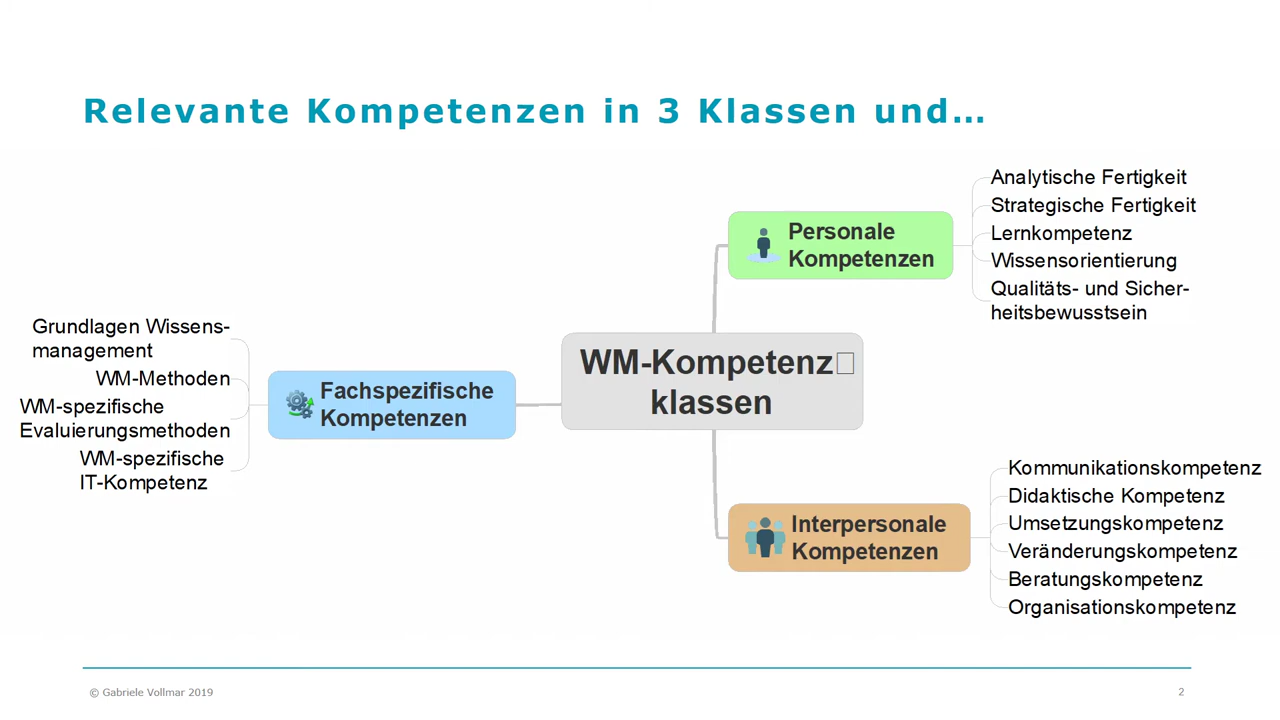 Relevante Kompetenzen in 3 Klassen und…
WM-Kompetenz
klassen
Personale
Kompetenzen
Analytische Fertigkeit
Strategische Fertigkeit
Lernkompetenz
Wissensorientierung
Qualitäts- und Sicher-
heitsbewusstsein
Interpersonale
Kompetenzen
Kommunikationskompetenz
Didaktische Kompetenz
Umsetzungskompetenz
Veränderungskompetenz
Beratungskompetenz
Organisationskompetenz
Fachspezifische
Kompetenzen
Grundlagen Wissens-
management
WM-Methoden
WM-spezifische
Evaluierungsmethoden
WM-spezifische
IT-Kompetenz
© Gabriele Vollmar 2019
2